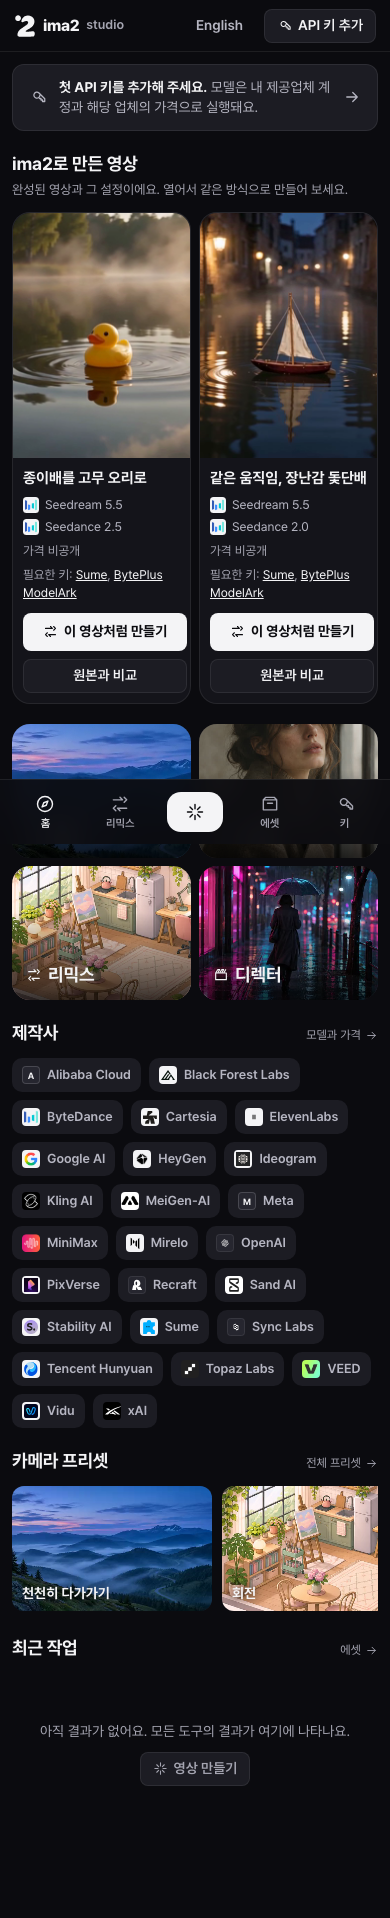 ima2 studio
English
API 키 추가
첫 API 키를 추가해 주세요. 모델은 내 제공업체 계
정과 해당 업체의 가격으로 실행돼요.
ima2로 만든 영상
완성된 영상과 그 설정이에요. 열어서 같은 방식으로 만들어 보세요.
종이배를 고무 오리로
Seedream 5.5
Seedance 2.5
가격 비공개
필요한 키: Sume, BytePlus
ModelArk
이 영상처럼 만들기
원본과 비교
같은 움직임, 장난감 돛단배
Seedream 5.5
Seedance 2.0
가격 비공개
필요한 키: Sume, BytePlus
ModelArk
이 영상처럼 만들기
원본과 비교
홈
리믹스
에셋
키
리믹스
디렉터
제작사
모델과 가격
Alibaba Cloud
Black Forest Labs
ByteDance
Cartesia
ElevenLabs
Google AI
HeyGen
Ideogram
Kling AI
MeiGen-AI
Meta
MiniMax
Mirelo
OpenAI
PixVerse
Recraft
Sand AI
Stability AI
Sume
Sync Labs
Tencent Hunyuan
Topaz Labs
VEED
Vidu
xAI
카메라 프리셋
전체 프리셋
천천히 다가가기
회전
최근 작업
에셋
아직 결과가 없어요. 모든 도구의 결과가 여기에 나타나요.
영상 만들기